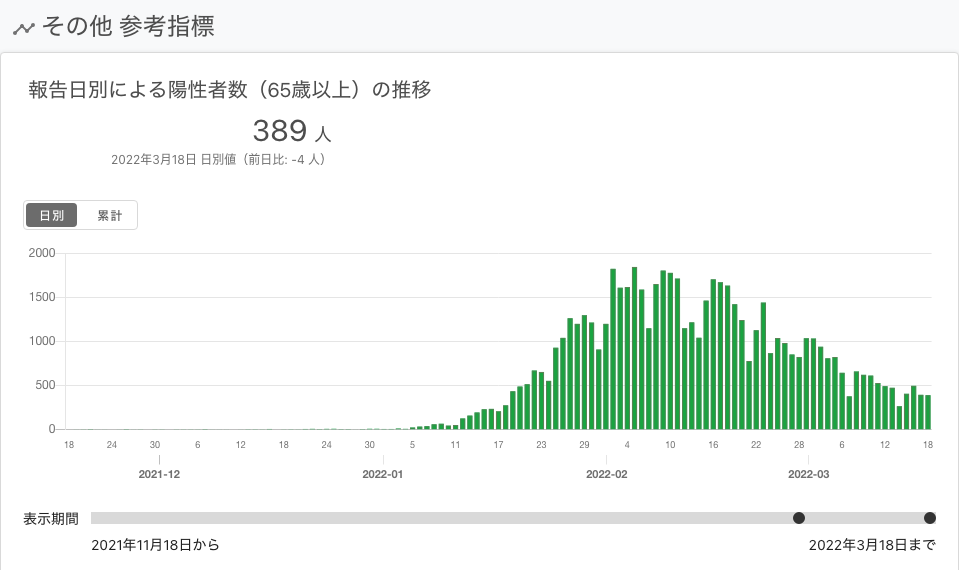 その他 参考指標
報告日別による陽性者数（65歳以上）の推移
389 人
2022年3月18日 日別値（前日比: -4 人）
日別 累計
2000
1500
1000
500
0
18 24 30 6 12 18 24 30 5 11 17 23 29 4 10 16 22 28 6 12 18
2021-12 2022-01 2022-02 2022-03
表示期間
2021年11月18日から 2022年3月18日まで